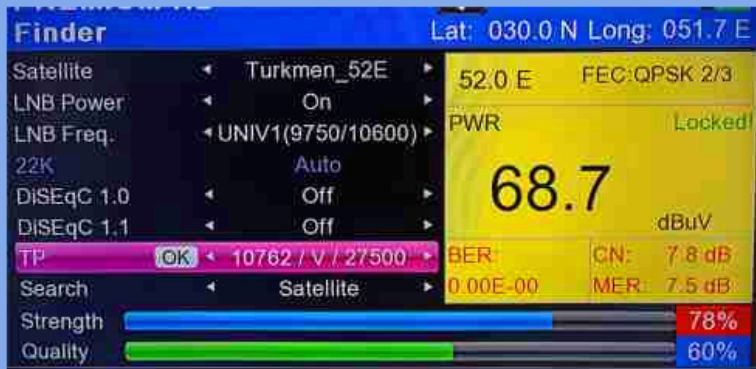 Finder
Lat: 030.0 N Long: 051.7 E
Satellite Turkmen_52E
LNB Power On
LNB Freq. UNIV1(9750/10600)
22K Auto
DiSEqC 1.0 Off
DiSEqC 1.1 Off
TP OK 10762 / V / 27500
Search Satellite
52.0 E FEC:QPSK 2/3
PWR Locked!
68.7
dBuV
BER: CN: 7.8 dB
0.00E-00 MER: 7.5 dB
Strength 78%
Quality 60%